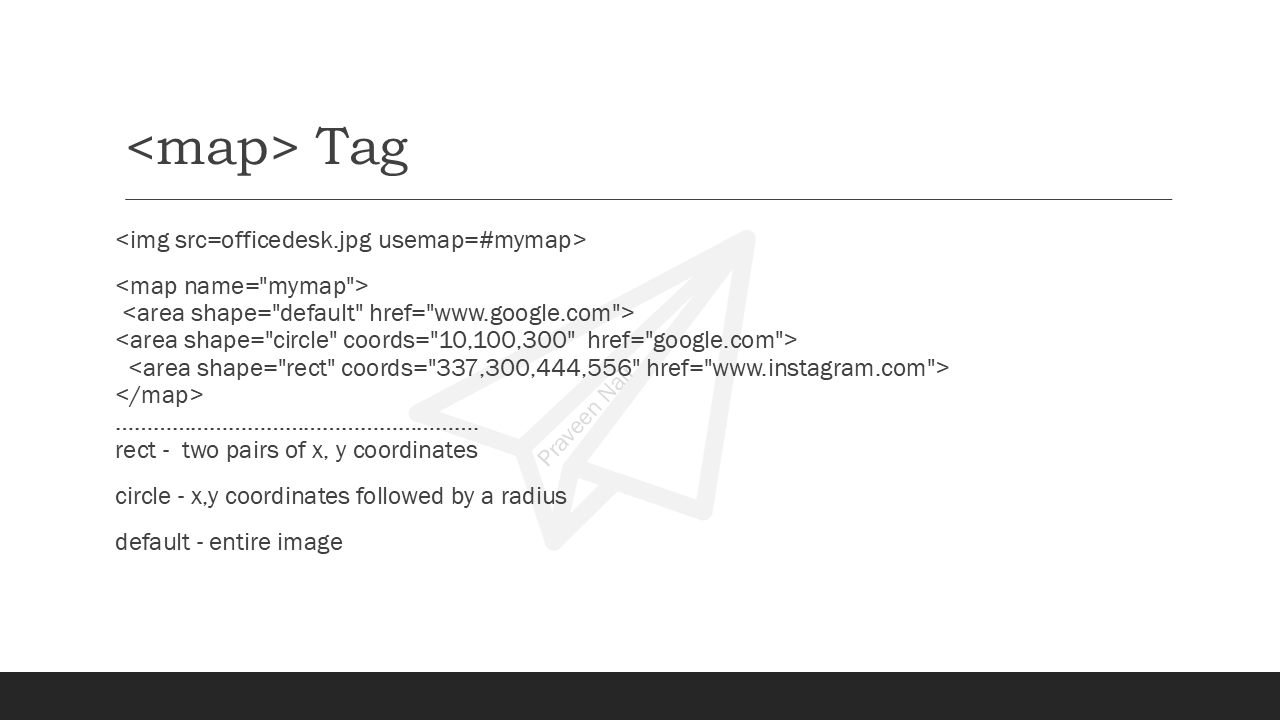 <map> Tag
<img src=officedesk.jpg usemap=#mymap>
<map name="mymap">
<area shape="default" href="www.google.com">
<area shape="circle" coords="10,100,300"  href="google.com">
<area shape="rect" coords="337,300,444,556" href="www.instagram.com">
</map>
..........................................................
rect -  two pairs of x, y coordinates
circle - x,y coordinates followed by a radius
default - entire image
Praveen